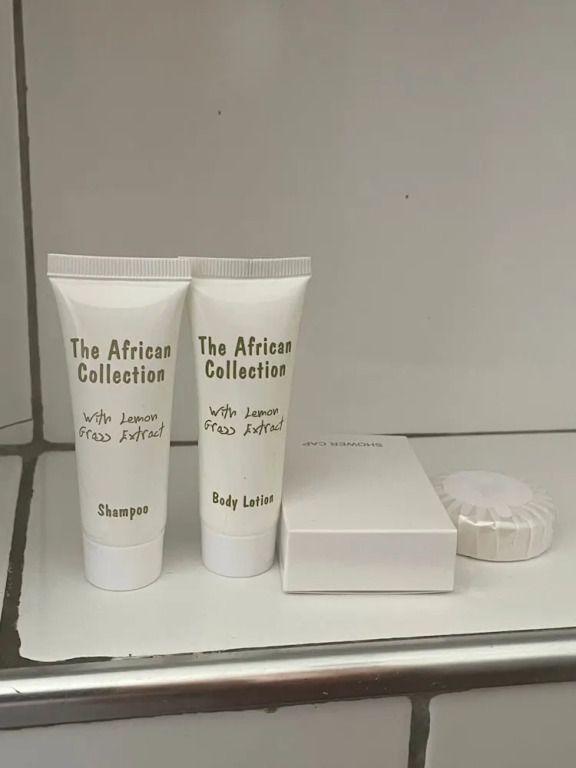 The African
Collection
With Lemon
Grass Extract
Shampoo
The African
Collection
With Lemon
Grass Extract
Body Lotion
SHOWER CAP